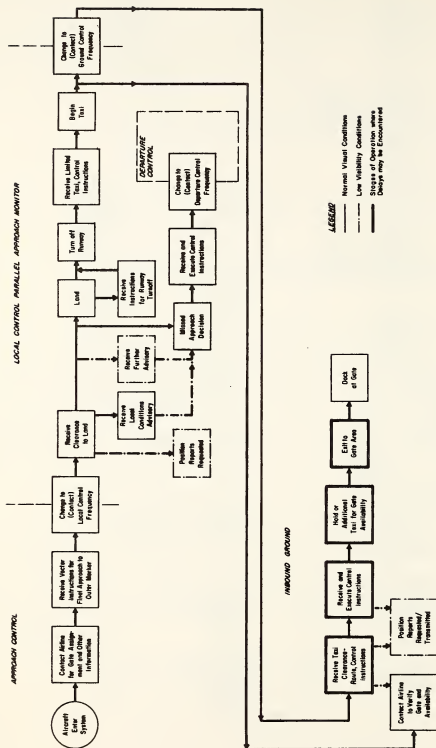 APPROACH CONTROL
Aircraft
Enter
System
Contact Airline
for Gate Assign-
ment and Other
Information
Receive Vector
Instructions for
Final Approach to
Outer Marker
Change to
(Contact)
Local Control
Frequency
LOCAL CONTROL PARALLEL APPROACH MONITOR
Receive
Clearance
to Land
Position
Reports
Requested
Receive
Local
Conditions
Advisory
Receive
Further
Advisory
Land
Receive
Instructions
for Runway
Turnoff
Turn off
Runway
Missed
Approach
Decision
Receive and
Execute Control
Instructions
DEPARTURE
CONTROL
Change to
(Contact)
Departure Control
Frequency
Receive Limited
Taxi, Control
Instructions
Begin
Taxi
Change to
(Contact)
Ground Control
Frequency
INBOUND GROUND
Contact Airline
to Verify
Gate and
Availability
Receive Taxi
Clearance-
Route, Control
Instructions
Position
Reports
Requested/
Transmitted
Receive and
Execute Control
Instructions
Hold or
Additional
Taxi for Gate
Availability
Exit to
Gate Area
Dock
at Gate
LEGEND
Normal Visual Conditions
Low Visibility Conditions
Stages of Operation where
Delays may be Encountered